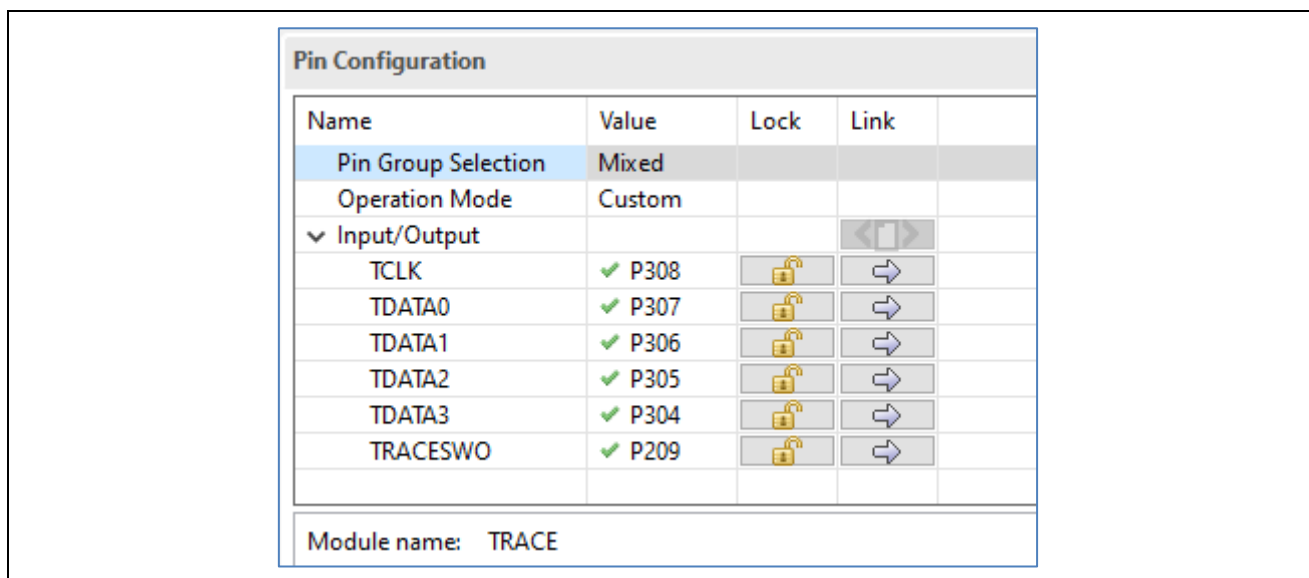 Pin Configuration
Name Value Lock Link
Pin Group Selection Mixed
Operation Mode Custom
Input/Output
TCLK P308
TDATA0 P307
TDATA1 P306
TDATA2 P305
TDATA3 P304
TRACESWO P209
Module name: TRACE